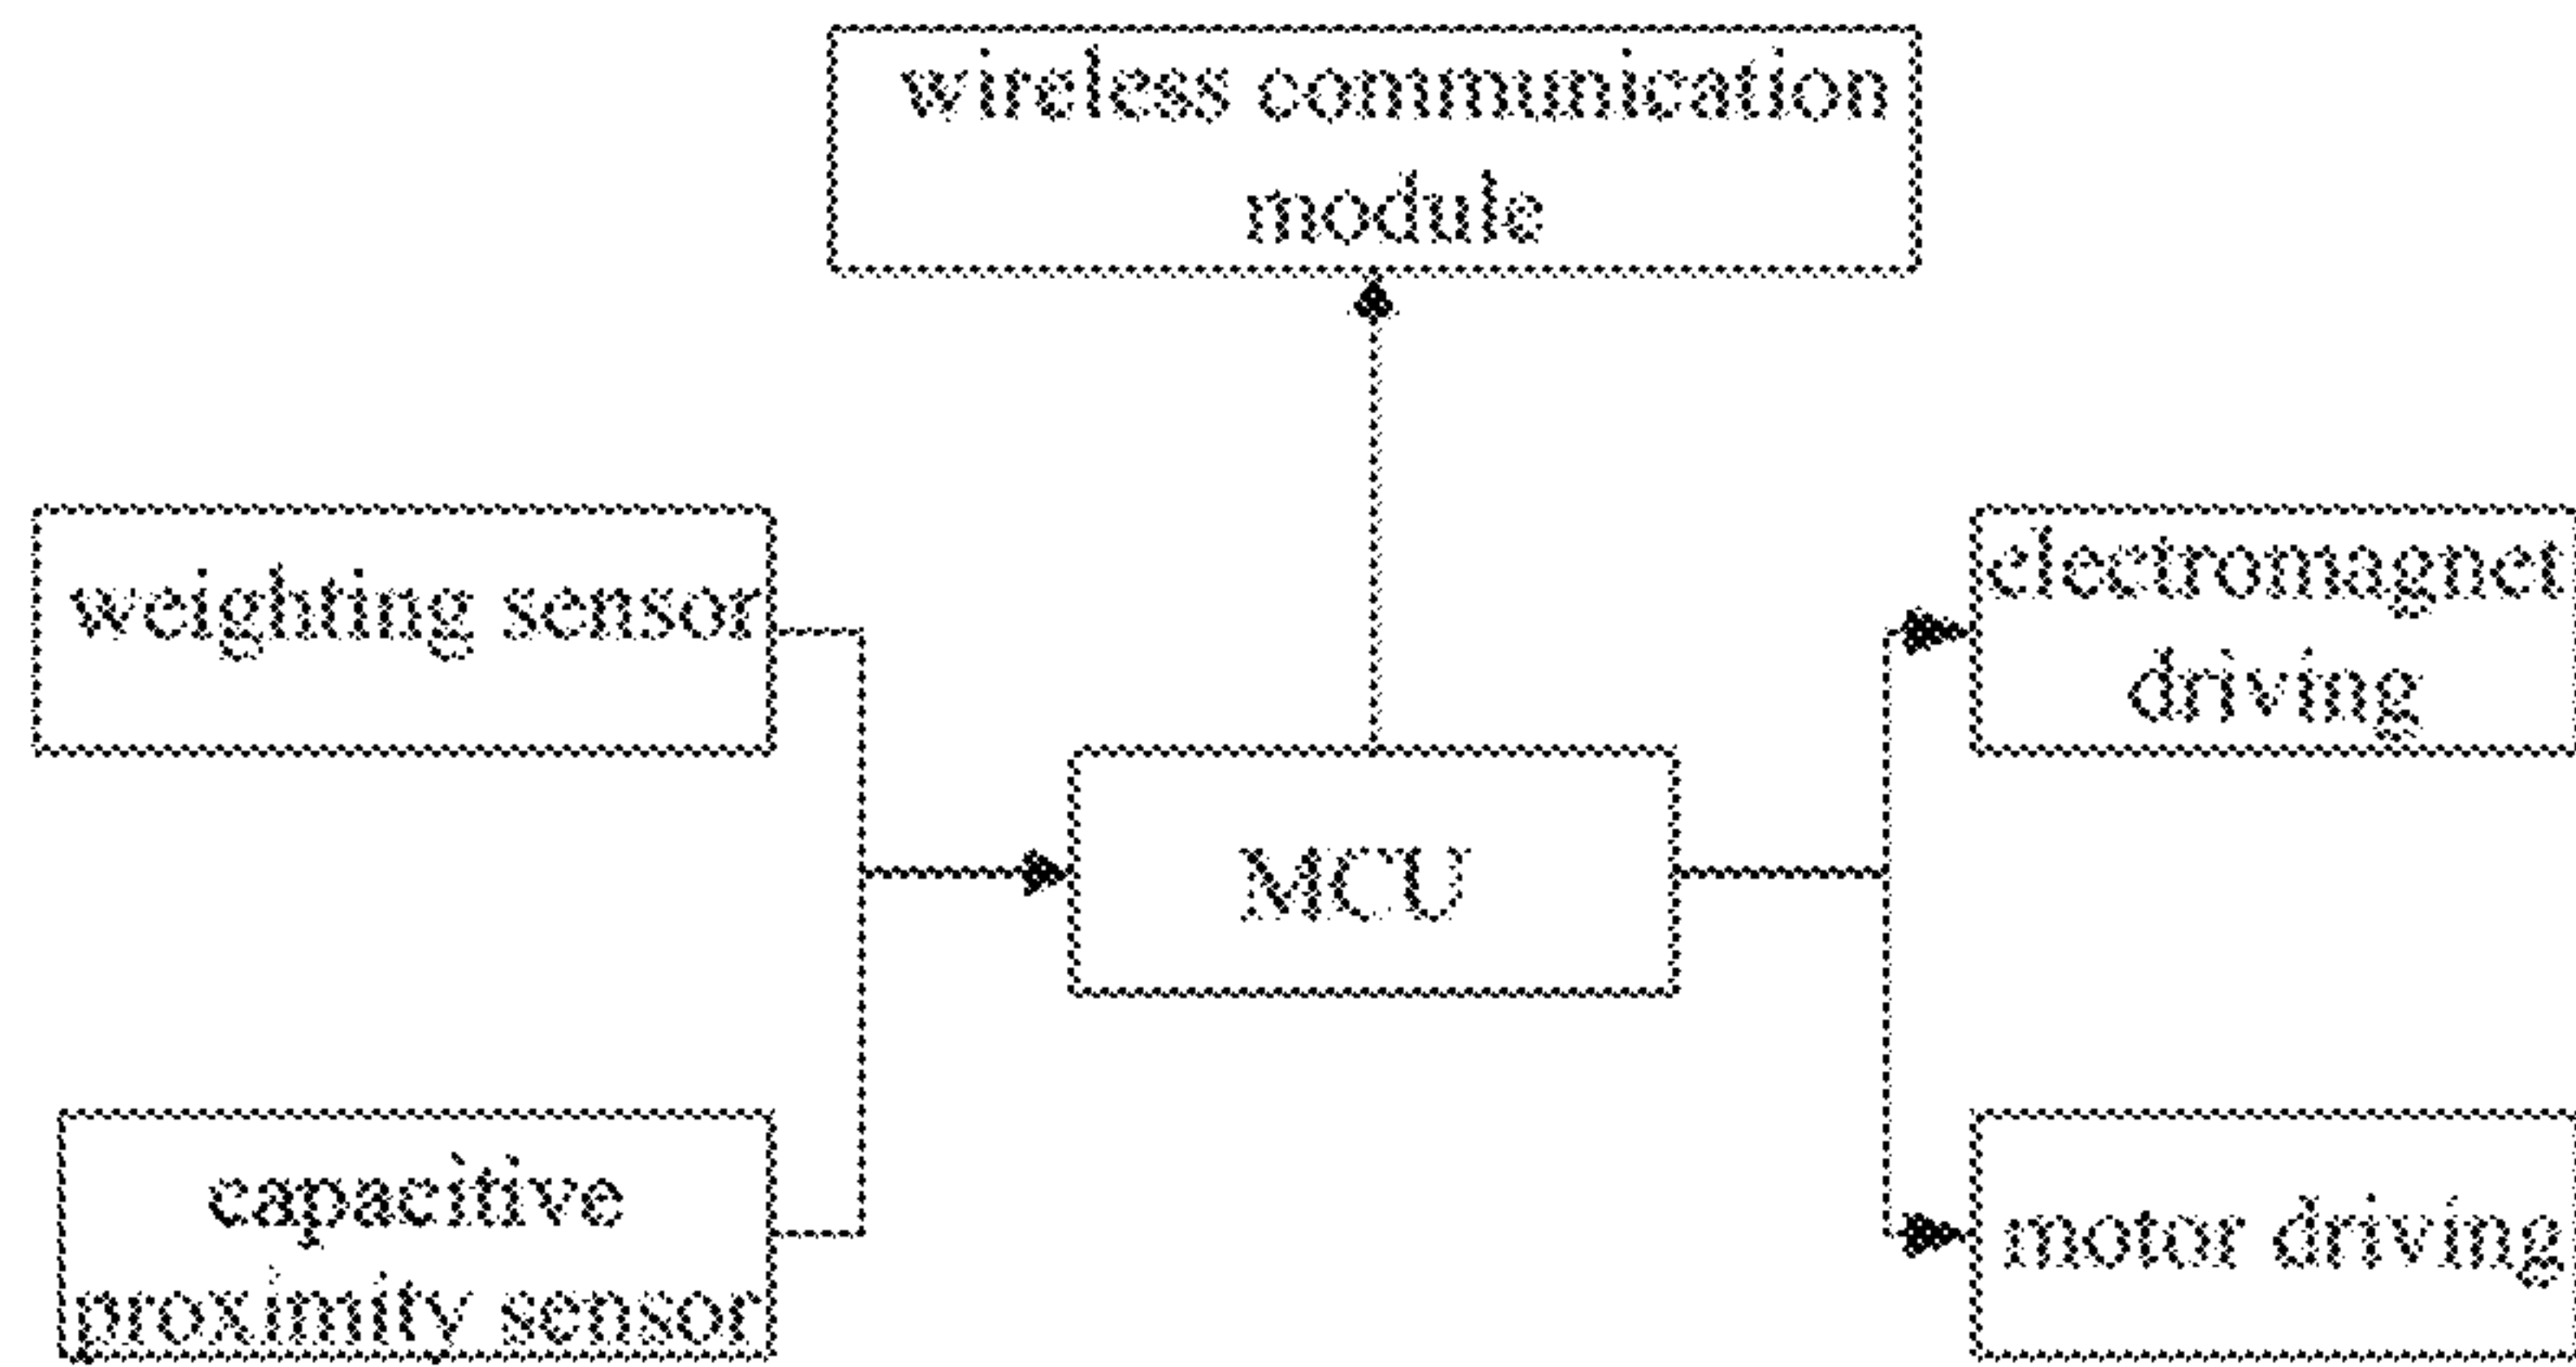 wireless communication
module
weighting sensor
electromagnet
driving
MCU
capacitive
proximity sensor
motor driving